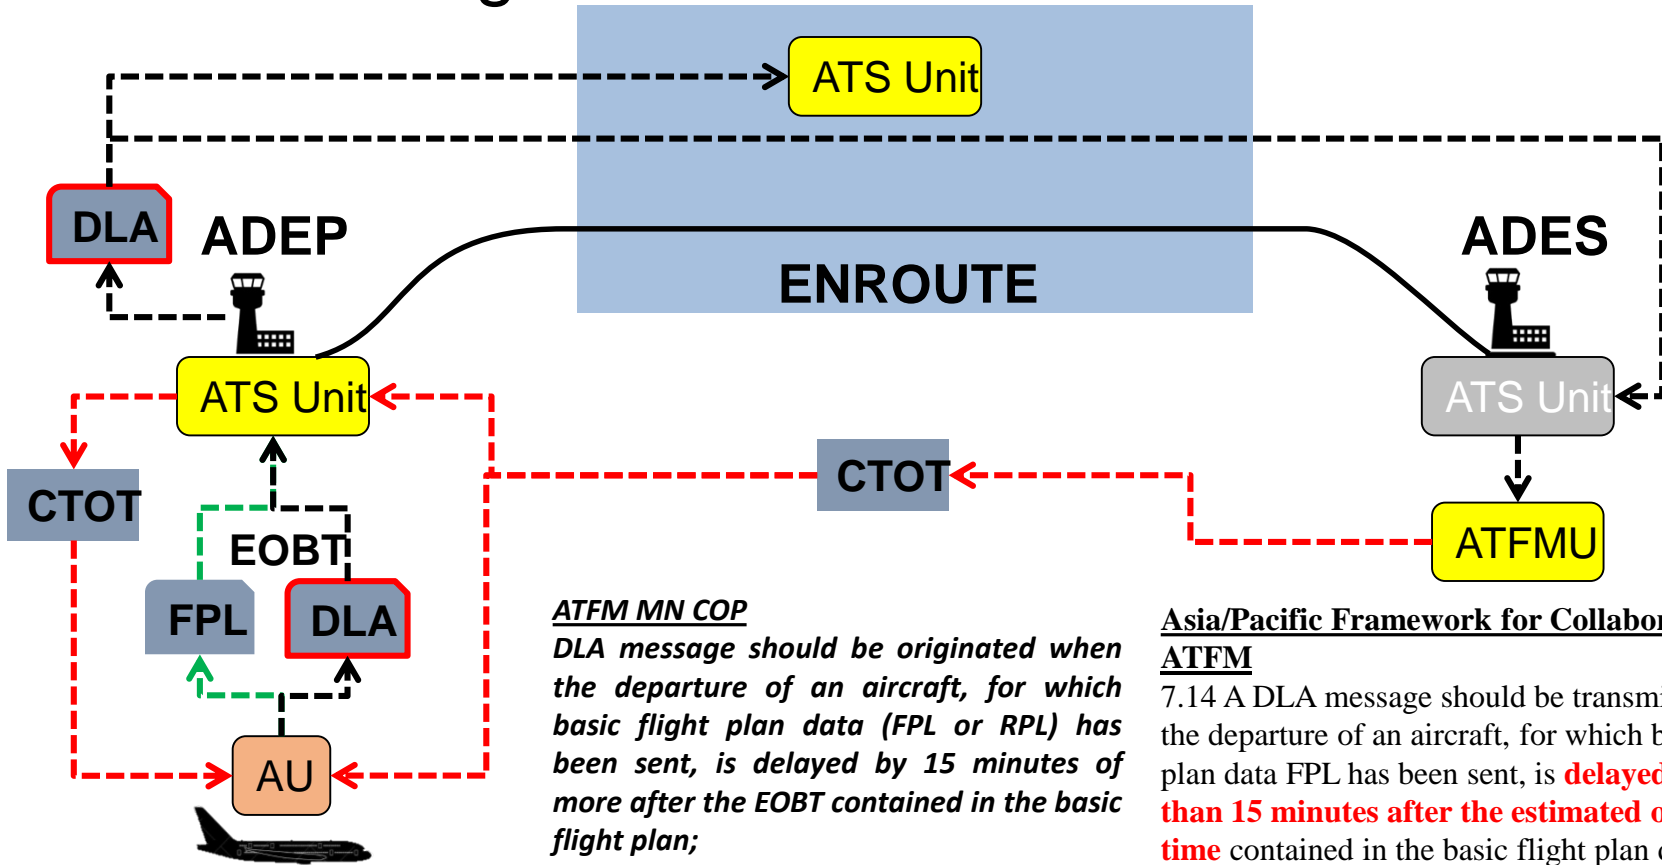 ATS Unit
DLA
ADEP
ADES
ENROUTE
ATS Unit
ATS Unit
CTOT
CTOT
EOBT
ATFMU
FPL
DLA
AU
ATFM MN COP
DLA message should be originated when
the departure of an aircraft, for which
basic flight plan data (FPL or RPL) has
been sent, is delayed by 15 minutes of
more after the EOBT contained in the basic
flight plan;
Asia/Pacific Framework for
ATFM
7.14 A DLA message should be
the departure of an aircraft, for which
plan data FPL has been sent, is delayed
than 15 minutes after the estimated
time contained in the basic flight plan